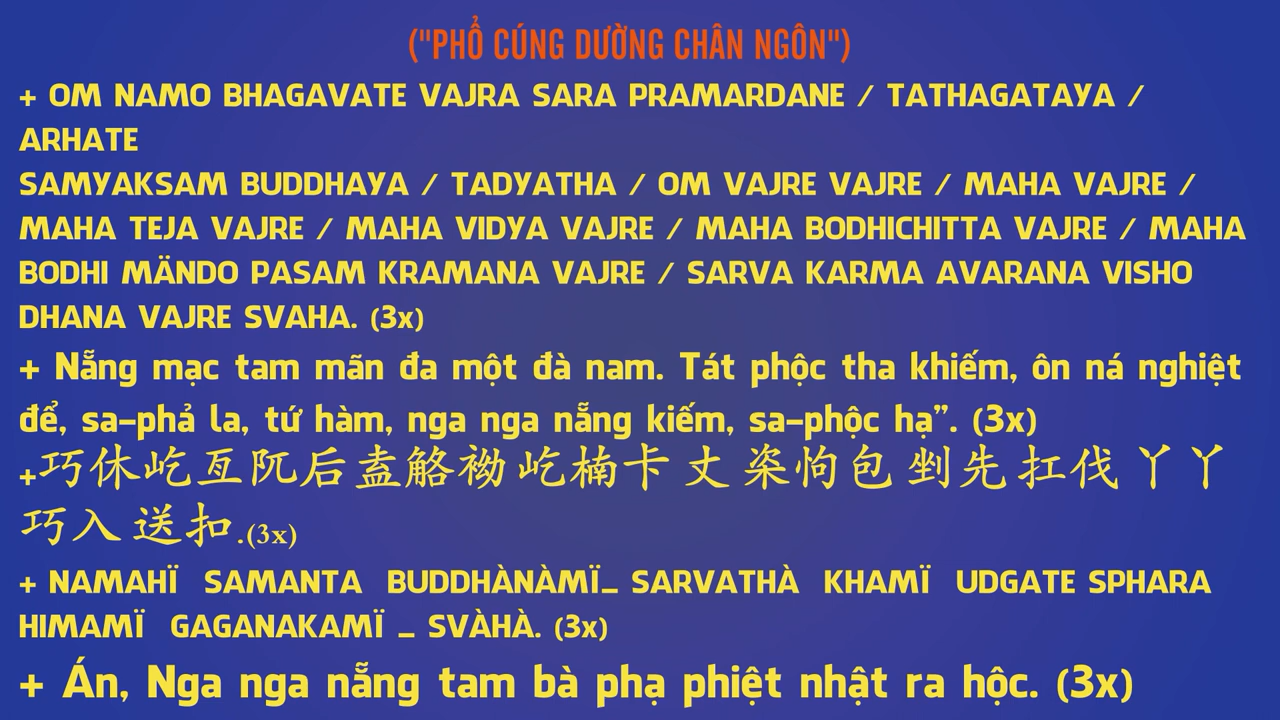 ("PHỔ CÚNG DƯỜNG CHÂN NGÔN")
+ OM NAMO BHAGAVATE VAJRA SARA PRAMARDANE / TATHAGATAYA /
ARHATE
SAMYAKSAM BUDDHAYA / TADYATHA / OM VAJRE VAJRE / MAHA VAJRE /
MAHA TEJA VAJRE / MAHA VIDYA VAJRE / MAHA BODHICHITTA VAJRE / MAHA
BODHI MÄNDO PASAM KRAMANA VAJRE / SARVA KARMA AVARANA VISHO
DHANA VAJRE SVAHA. (3x)
+ Nẵng mạc tam mãn đa một đà nam. Tát phộc tha khiếm, ôn ná nghiệt
để, sa-phả la, tứ hàm, nga nga nẵng kiếm, sa-phộc hạ”. (3x)
+巧休屹亙阢后盍觡袎屹楠卡丈栥怐包剉先扛伐丫丫
巧入送扣.(3x)
+ NAMAHÏ SAMANTA BUDDHÀNÀMÏ_ SARVATHÀ KHAMÏ UDGATE SPHARA
HIMAMÏ GAGANAKAMÏ _ SVÀHÀ. (3x)
+ Án, Nga nga nẵng tam bà phạ phiệt nhật ra hộc. (3x)